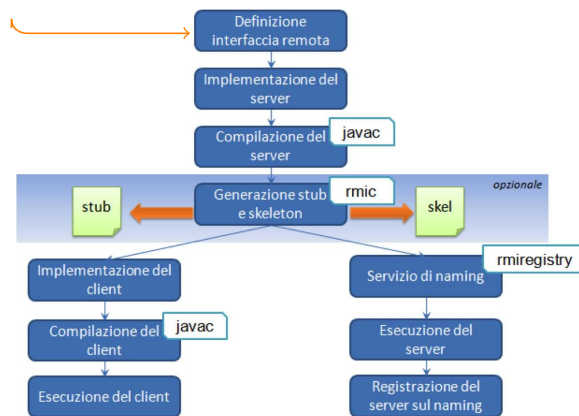 Definizione
interfaccia remota
Implementazione del
server
Compilazione del
server
javac
opzionale
stub
Generazione stub
e skeleton
rmic
skel
Implementazione del
client
Servizio di naming
rmiregistry
Compilazione del
client
javac
Esecuzione del
server
Esecuzione del client
Registrazione del
server sul naming